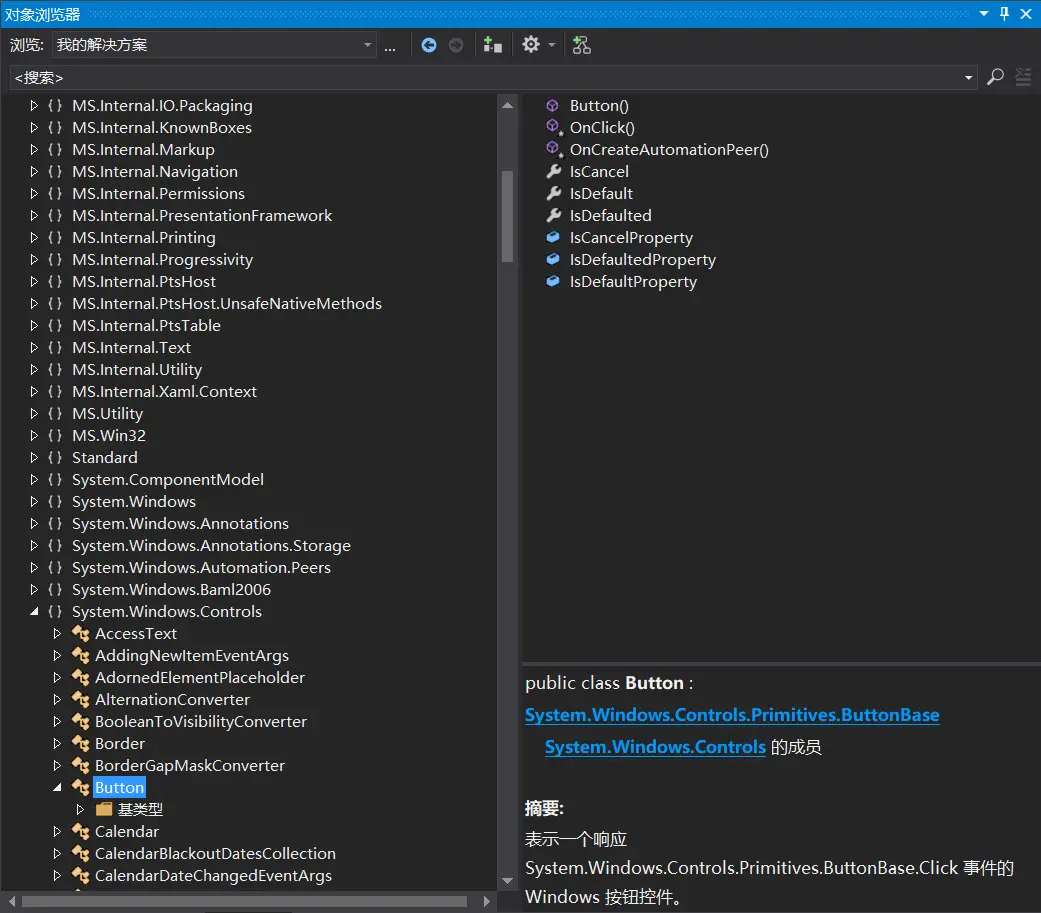 对象浏览器
浏览: 我的解决方案 ...
<搜索>
{ } MS.Internal.IO.Packaging
{ } MS.Internal.KnownBoxes
{ } MS.Internal.Markup
{ } MS.Internal.Navigation
{ } MS.Internal.Permissions
{ } MS.Internal.PresentationFramework
{ } MS.Internal.Printing
{ } MS.Internal.Progressivity
{ } MS.Internal.PtsHost
{ } MS.Internal.PtsHost.UnsafeNativeMethods
{ } MS.Internal.PtsTable
{ } MS.Internal.Text
{ } MS.Internal.Utility
{ } MS.Internal.Xaml.Context
{ } MS.Utility
{ } MS.Win32
{ } Standard
{ } System.ComponentModel
{ } System.Windows
{ } System.Windows.Annotations
{ } System.Windows.Annotations.Storage
{ } System.Windows.Automation.Peers
{ } System.Windows.Baml2006
{ } System.Windows.Controls
AccessText
AddingNewItemEventArgs
AdornedElementPlaceholder
AlternationConverter
BooleanToVisibilityConverter
Border
BorderGapMaskConverter
Button
基类型
Calendar
CalendarBlackoutDatesCollection
CalendarDateChangedEventArgs
Button()
OnClick()
OnCreateAutomationPeer()
IsCancel
IsDefault
IsDefaulted
IsCancelProperty
IsDefaultedProperty
IsDefaultProperty
public class Button :
System.Windows.Controls.Primitives.ButtonBase
System.Windows.Controls 的成员
摘要:
表示一个响应
System.Windows.Controls.Primitives.ButtonBase.Click 事件的
Windows 按钮控件。